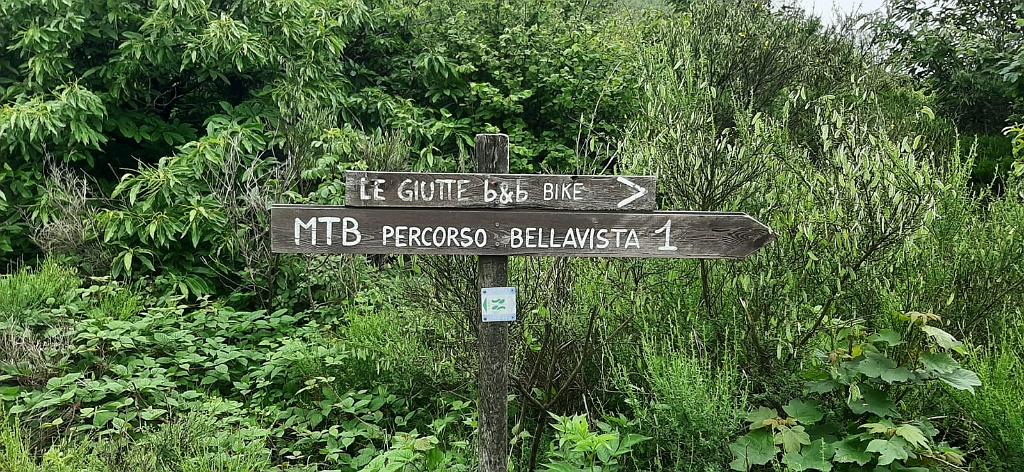 LE GIUTTE b&b BIKE >
MTB PERCORSO BELLAVISTA 1